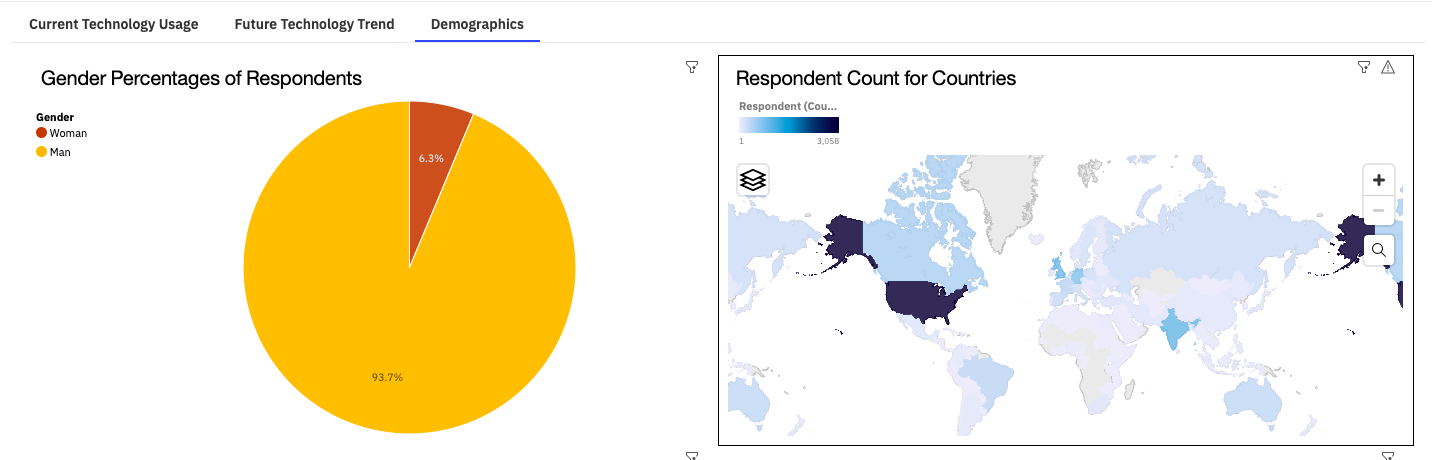 Current Technology Usage
Future Technology Trend
Demographics
Gender Percentages of Respondents
Gender
Woman
Man
6.3%
93.7%
Respondent Count for Countries
Respondent (Cou...
1
3,058